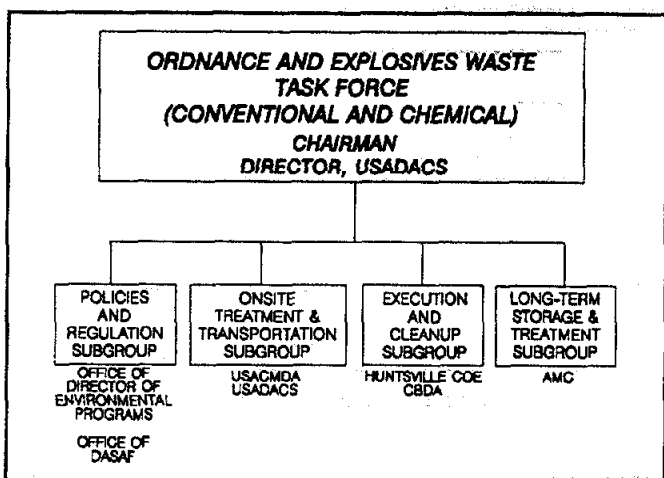 ORDNANCE AND EXPLOSIVES WASTE
TASK FORCE
(CONVENTIONAL AND CHEMICAL)
CHAIRMAN
DIRECTOR, USADACS
POLICIES
AND
REGULATION
SUBGROUP
OFFICE OF
DIRECTOR OF
ENVIRONMENTAL
PROGRAMS
OFFICE OF
DASAF
ONSITE
TREATMENT &
TRANSPORTATION
SUBGROUP
USACMDA
USADACS
EXECUTION
AND
CLEANUP
SUBGROUP
HUNTSVILLE COE
CBDA
LONG-TERM
STORAGE &
TREATMENT
SUBGROUP
AMC